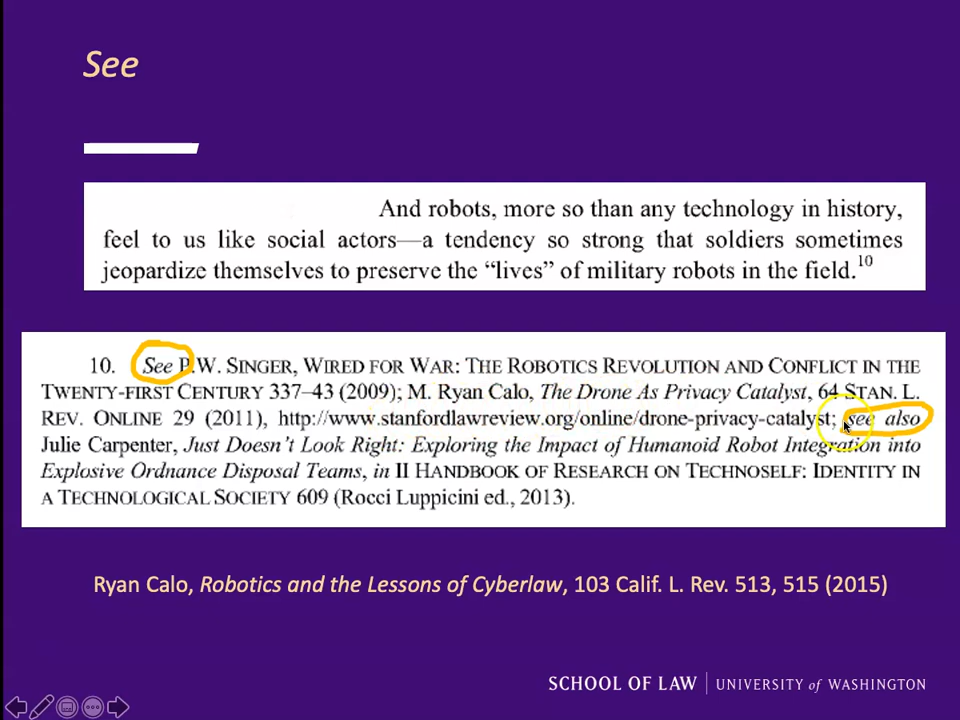 See
And robots, more so than any technology in history,
feel to us like social actors—a tendency so strong that soldiers sometimes
jeopardize themselves to preserve the “lives” of military robots in the field.10
10. See P.W. SINGER, WIRED FOR WAR: THE ROBOTICS REVOLUTION AND CONFLICT IN THE
TWENTY-FIRST CENTURY 337–43 (2009); M. Ryan Calo, The Drone As Privacy Catalyst, 64 STAN. L.
REV. ONLINE 29 (2011), http://www.stanfordlawreview.org/online/drone-privacy-catalyst; see also
Julie Carpenter, Just Doesn’t Look Right: Exploring the Impact of Humanoid Robot Integration into
Explosive Ordnance Disposal Teams, in II HANDBOOK OF RESEARCH ON TECHNOSELF: IDENTITY IN
A TECHNOLOGICAL SOCIETY 609 (Rocci Luppicini ed., 2013).
Ryan Calo, Robotics and the Lessons of Cyberlaw, 103 Calif. L. Rev. 513, 515 (2015)
SCHOOL OF LAW | UNIVERSITY of WASHINGTON